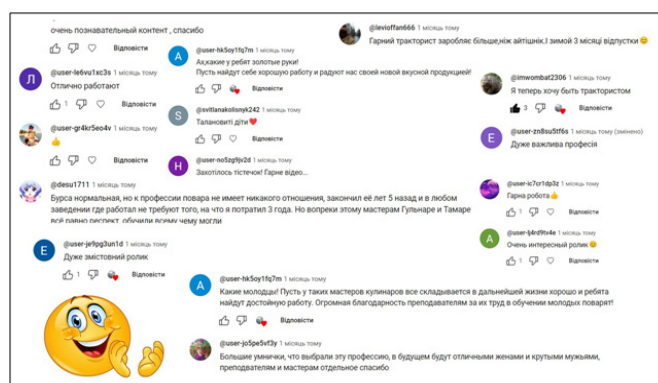 очень познавательный контент , спасибо
Відповісти
@user-le6vu1xc3s 1 місяць тому
Отлично работают
1 Відповісти
@user-gr4kr5eo4v 1 місяць тому
👍
Відповісти
@user-hk5oy1fq7m 1 місяць тому
Ах,какие у ребят золотые руки!
Пусть найдут себе хорошую работу и радуют нас своей новой вкусной продукцией!
Відповісти
@svitlanakolisnyk242 1 місяць тому
Талановиті діти❤️
Відповісти
@user-no5zg9jv2d 1 місяць тому
Захотілось тістечок! Гарне відео...
@levioffan666 1 місяць тому
Гарний тракторист заробляє більше,ніж айтішнік.І зимой 3 місяці відпустки😊
@imwombat2306 1 місяць тому
Я теперь хочу быть трактористом
3 Відповісти
@user-zn8su5tf6s 1 місяць тому (змінено)
Дуже важлива професія
@desu1711 1 місяць тому
Бурса нормальная, но к профессии повара не имеет никакого отношения, закончил её лет 5 назад и в любом
заведении где работал не требуют того, на что я потратил 3 года. Но вопреки этому мастерам Гульнаре и Тамаре
всё равно респект, обучили всему чему могли
@user-ic7cr1dp3z 1 місяць тому
Гарна робота👍
1 Відповісти
@user-je9pg3un1d 1 місяць тому
Дуже змістовний ролик
1 Відповісти
@user-lj4rd9tv4e 1 місяць тому
Очень интересный ролик😊
1 Відповісти
@user-hk5oy1fq7m 1 місяць тому
Какие молодцы! Пусть у таких мастеров кулинаров все складывается в дальнейшей жизни хорошо и ребята
найдут достойную работу. Огромная благодарность преподавателям за их труд в обучении молодых поварят!
Відповісти
@user-jo5pe5vf3y 1 місяць тому
Большие умнички, что выбрали эту профессию, в будущем будут отличными женами и крутыми мужьями,
преподвателям и мастерам отдельное спасибо